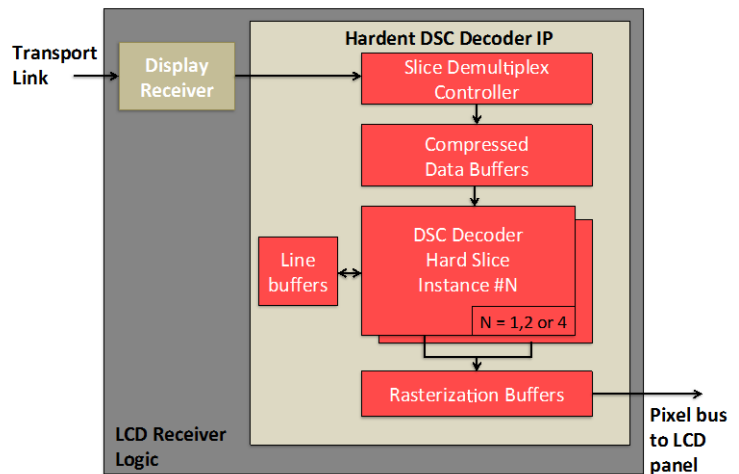 Transport
Link
Display
Receiver
Hardent DSC Decoder IP
Slice Demultiplex
Controller
Compressed
Data Buffers
Line
buffers
DSC Decoder
Hard Slice
Instance #N
N = 1,2 or 4
Rasterization Buffers
LCD Receiver
Logic
Pixel bus
to LCD
panel